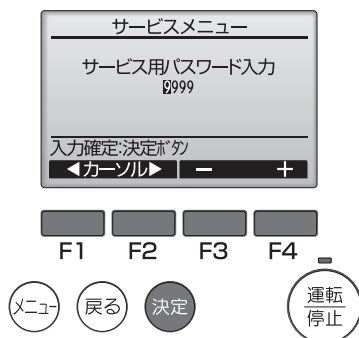 サービスメニュー
サービス用パスワード入力
9999
入力確定:決定ボタン
◀カーソル▶ − +
F1 F2 F3 F4
メニュー 戻る 決定 運転
停止